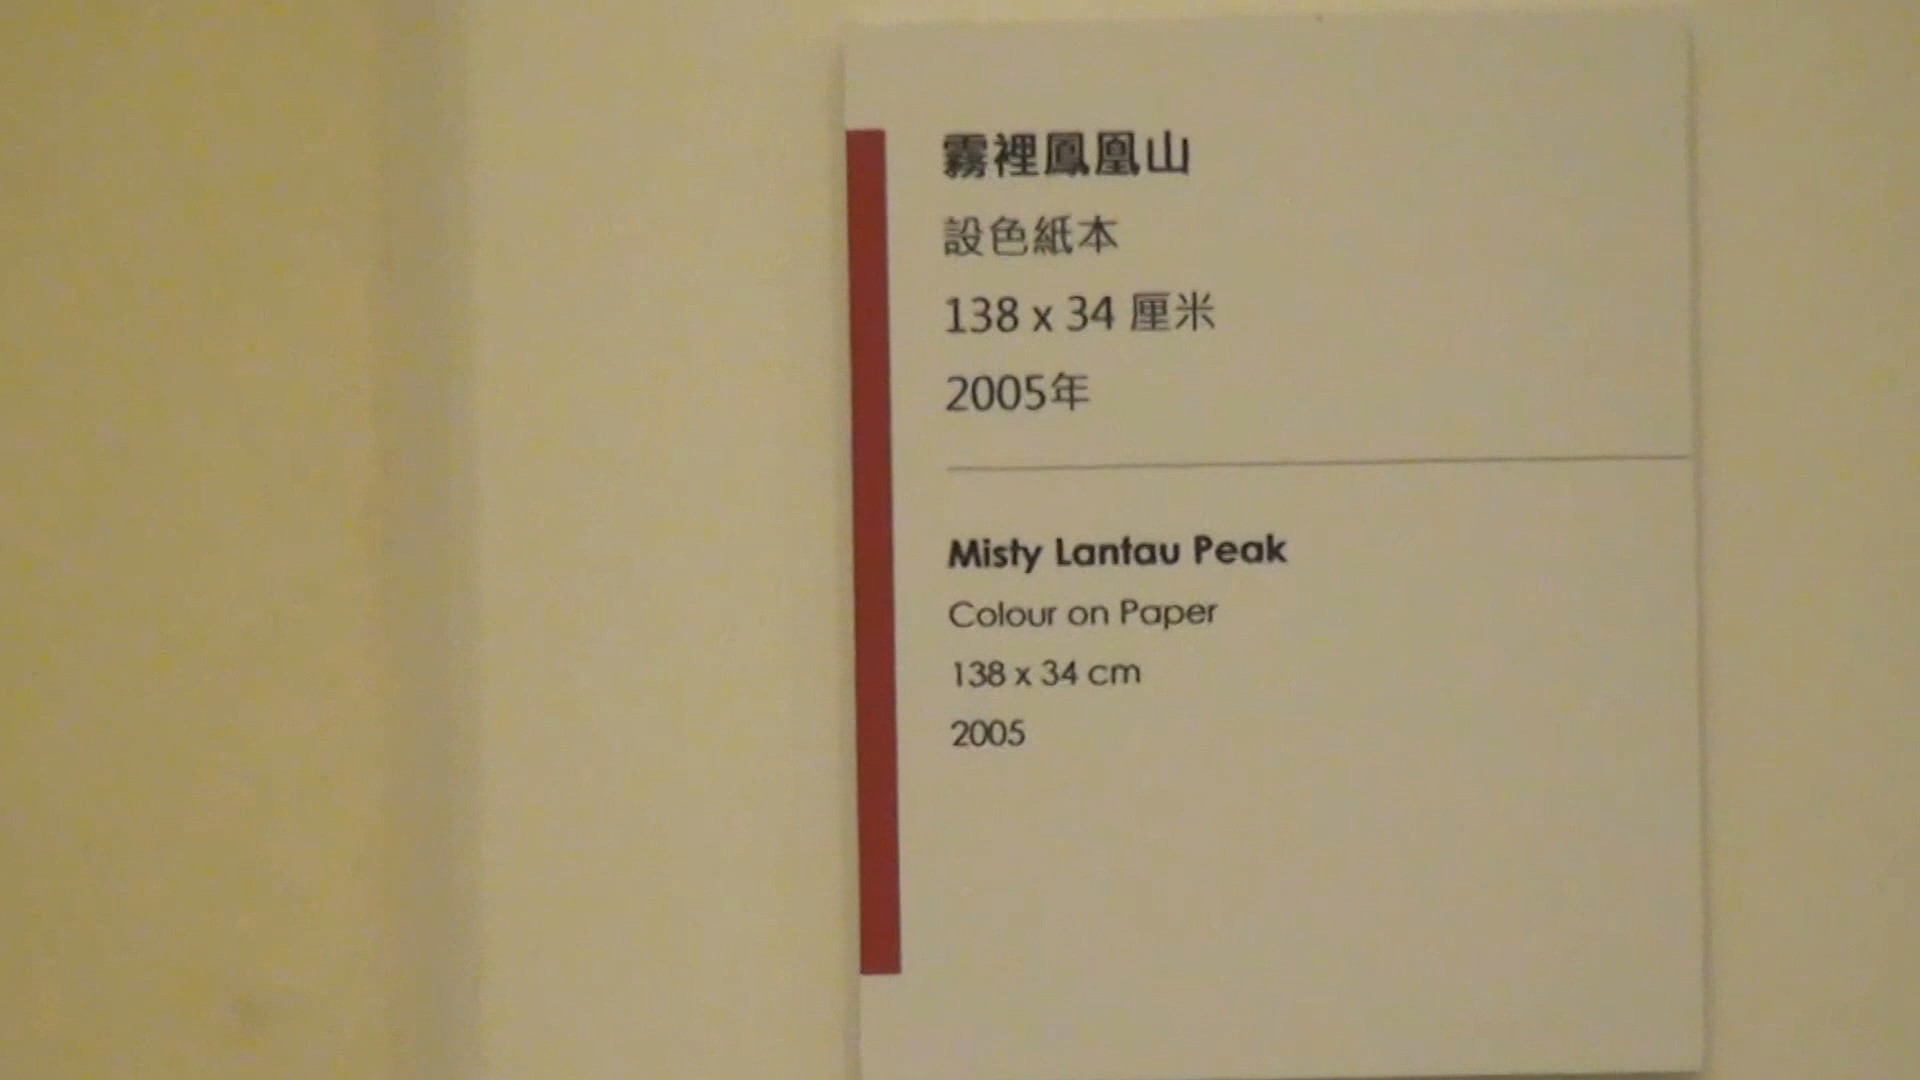 霧裡鳳凰山
設色紙本
138 x 34 厘米
2005年
Misty Lantau Peak
Colour on Paper
138 x 34 cm
2005